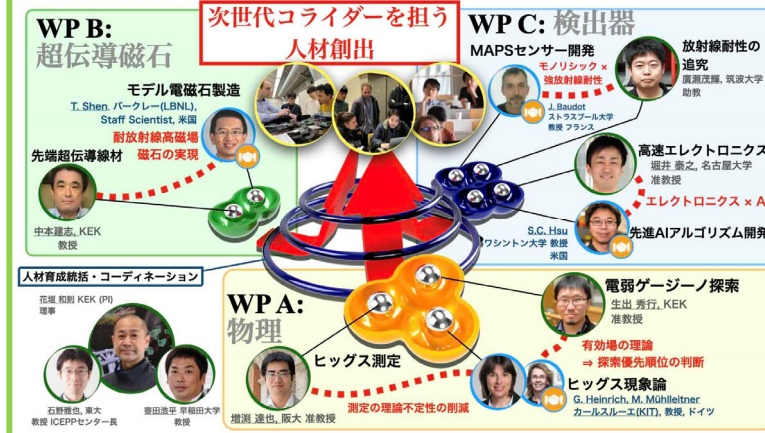 次世代コライダーを担う
人材創出
WP B:
超伝導磁石
モデル電磁石製造
T. Shen. バークレー(LBNL),
Staff Scientist, 米国
耐放射線高磁場
磁石の実現
先端超伝導線材
中本建志, KEK
教授
WP C: 検出器
MAPSセンサー開発
モノリシック ×
強放射線耐性
J. Baudot
ストラスブール大学
教授 フランス
放射線耐性の
追究
廣瀬茂輝, 筑波大学
助教
高速エレクトロニクス
堀井 泰之, 名古屋大学
准教授
エレクトロニクス × A
S.C. Hsu
ワシントン大学 教授
米国
先進AIアルゴリズム開発
人材育成統括・コーディネーション
花垣 和則 KEK (PI)
理事
石野雅也, 東大
教授 ICEPPセンター長
寄田浩平 早稲田大学
教授
WP A:
物理
ヒッグス測定
増渕 達也, 阪大 准教授
測定の理論不定性の削減
電弱ゲージーノ探索
生出 秀行, KEK
准教授
有効場の理論
⇒ 探索優先順位の判断
ヒッグス現象論
G. Heinrich, M. Mühlleitner
カールスルーエ(KIT), 教授, ドイツ